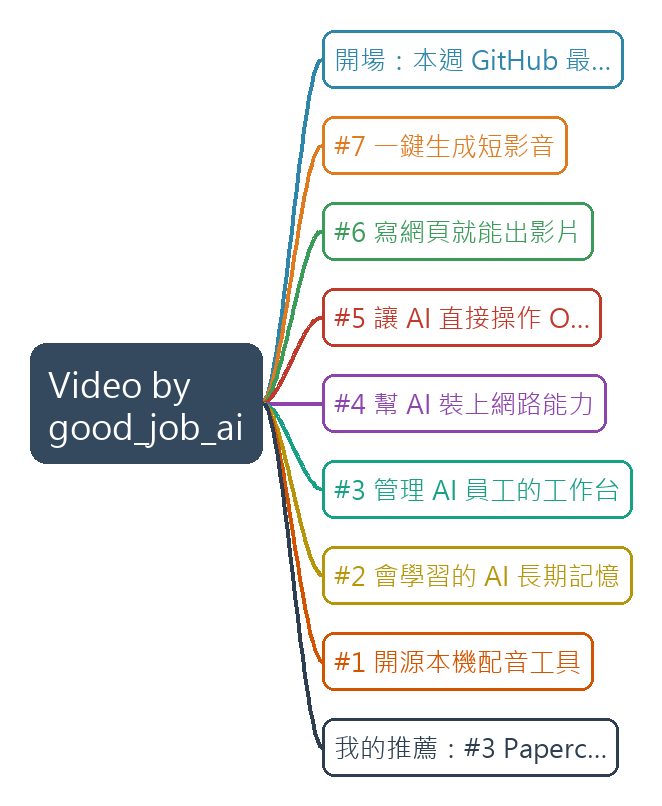 Video by
good_job_ai
開場：本週 GitHub 最...
#7 一鍵生成短影音
#6 寫網頁就能出影片
#5 讓 AI 直接操作 O...
#4 幫 AI 裝上網路能力
#3 管理 AI 員工的工作台
#2 會學習的 AI 長期記憶
#1 開源本機配音工具
我的推薦：#3 Paperc...